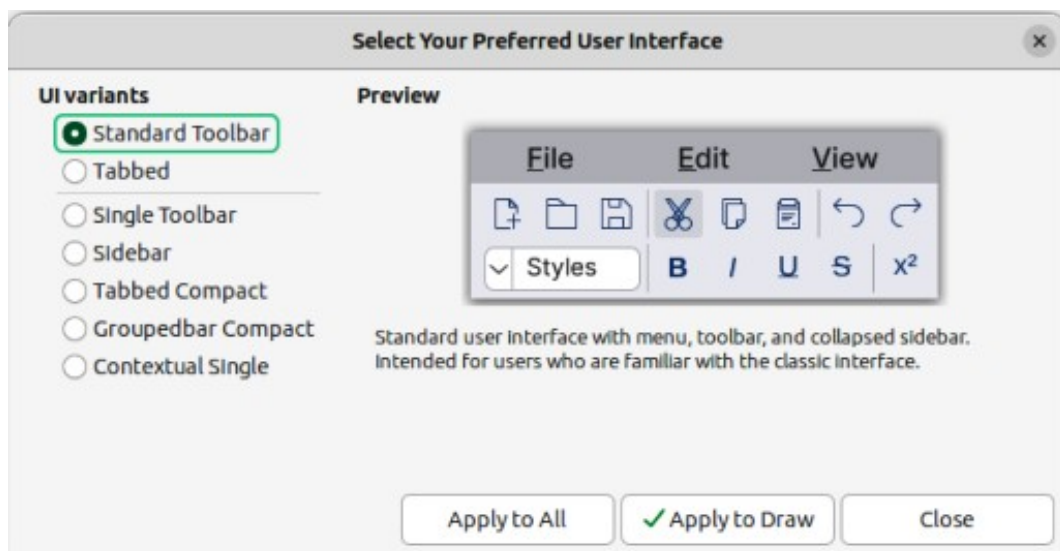 Select Your Preferred User Interface
UI variants
Standard Toolbar
Tabbed
Single Toolbar
Sidebar
Tabbed Compact
Groupedbar Compact
Contextual Single
Preview
File Edit View
Styles B I U S X²
Standard user interface with menu, toolbar, and collapsed sidebar.
Intended for users who are familiar with the classic interface.
Apply to All Apply to Draw Close